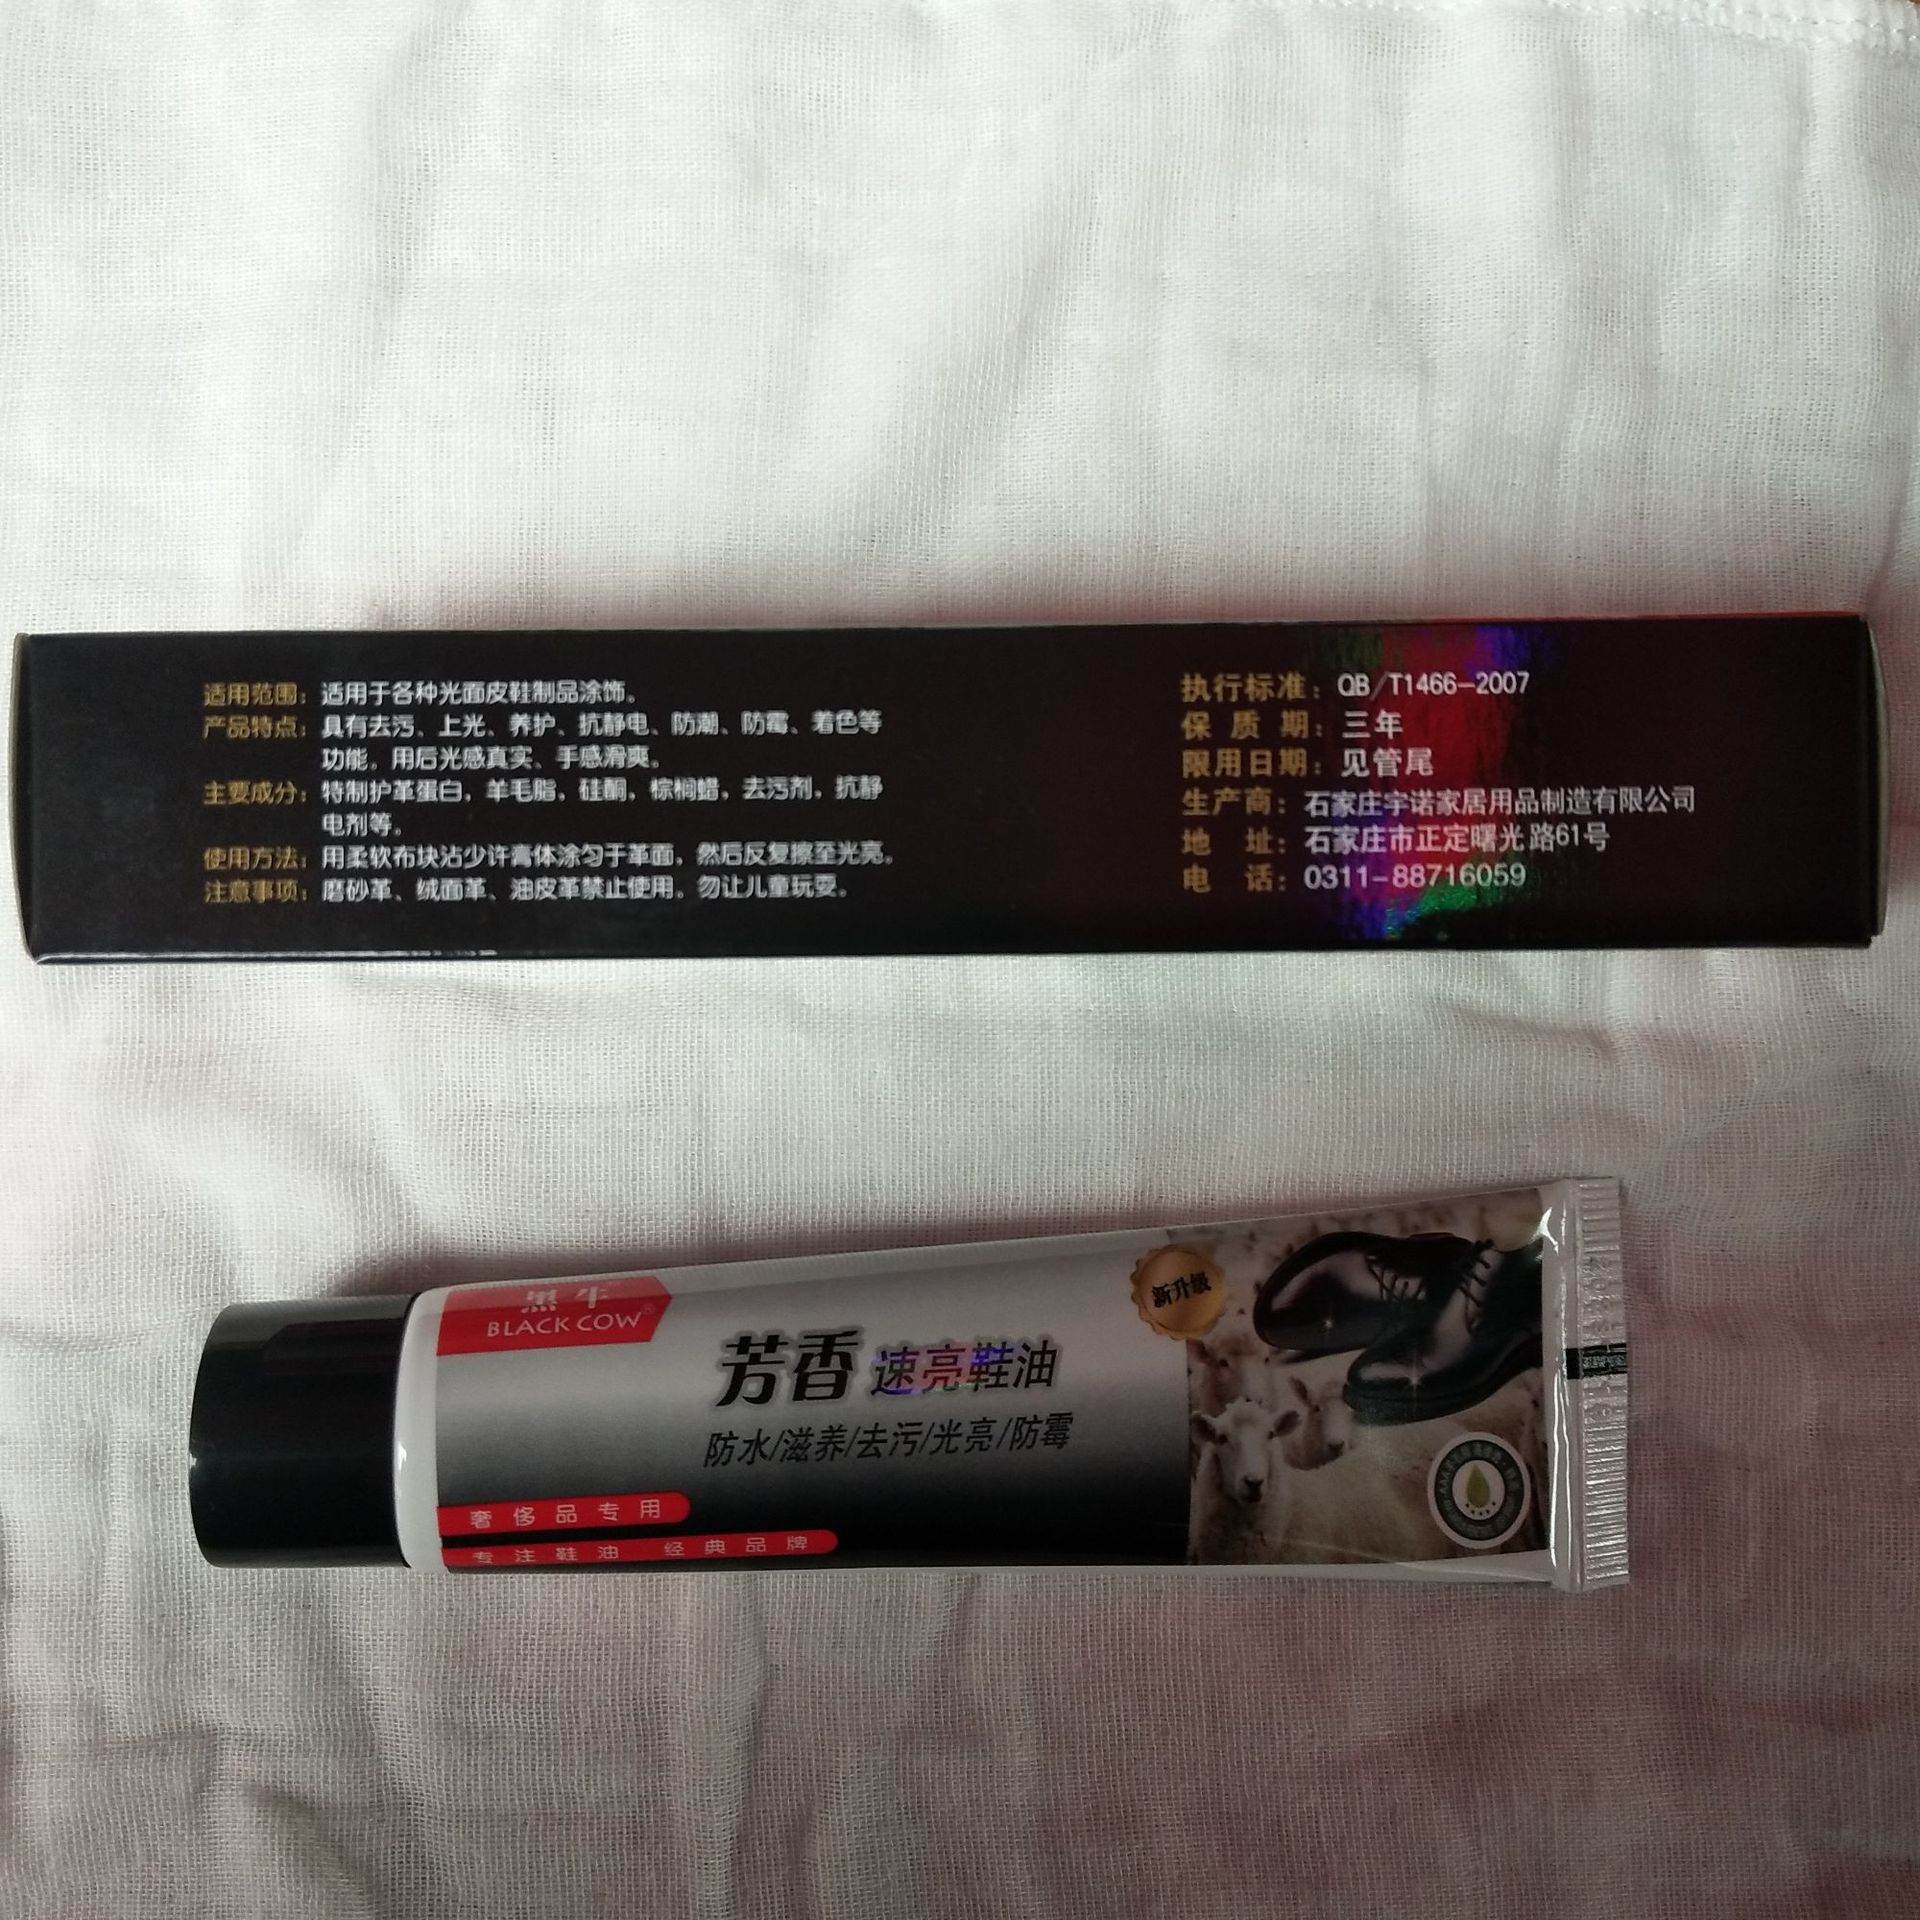 适用范围：适用于各种光面皮鞋制品涂饰。
产品特点：具有去污、上光、养护、抗静电、防潮、防霉、着色等
功能。用后光感真实、手感滑爽。
主要成分：特制护革蛋白，羊毛脂，硅酮，棕榈蜡，去污剂，抗静
电剂等。
使用方法：用柔软布块沾少许膏体涂匀于革面，然后反复擦至光亮。
注意事项：磨砂革、绒面革、油皮革禁止使用。勿让儿童玩耍。
执行标准：QB/T1466-2007
保质期：三年
限用日期：见管尾
生产商：石家庄宇诺家居用品制造有限公司
地址：石家庄市正定曙光路61号
电话：0311-88716059
黑牛
BLACK COW®
芳香速亮鞋油
防水/滋养/去污/光亮/防霉
奢侈品专用
专注鞋油 经典品牌
新升级